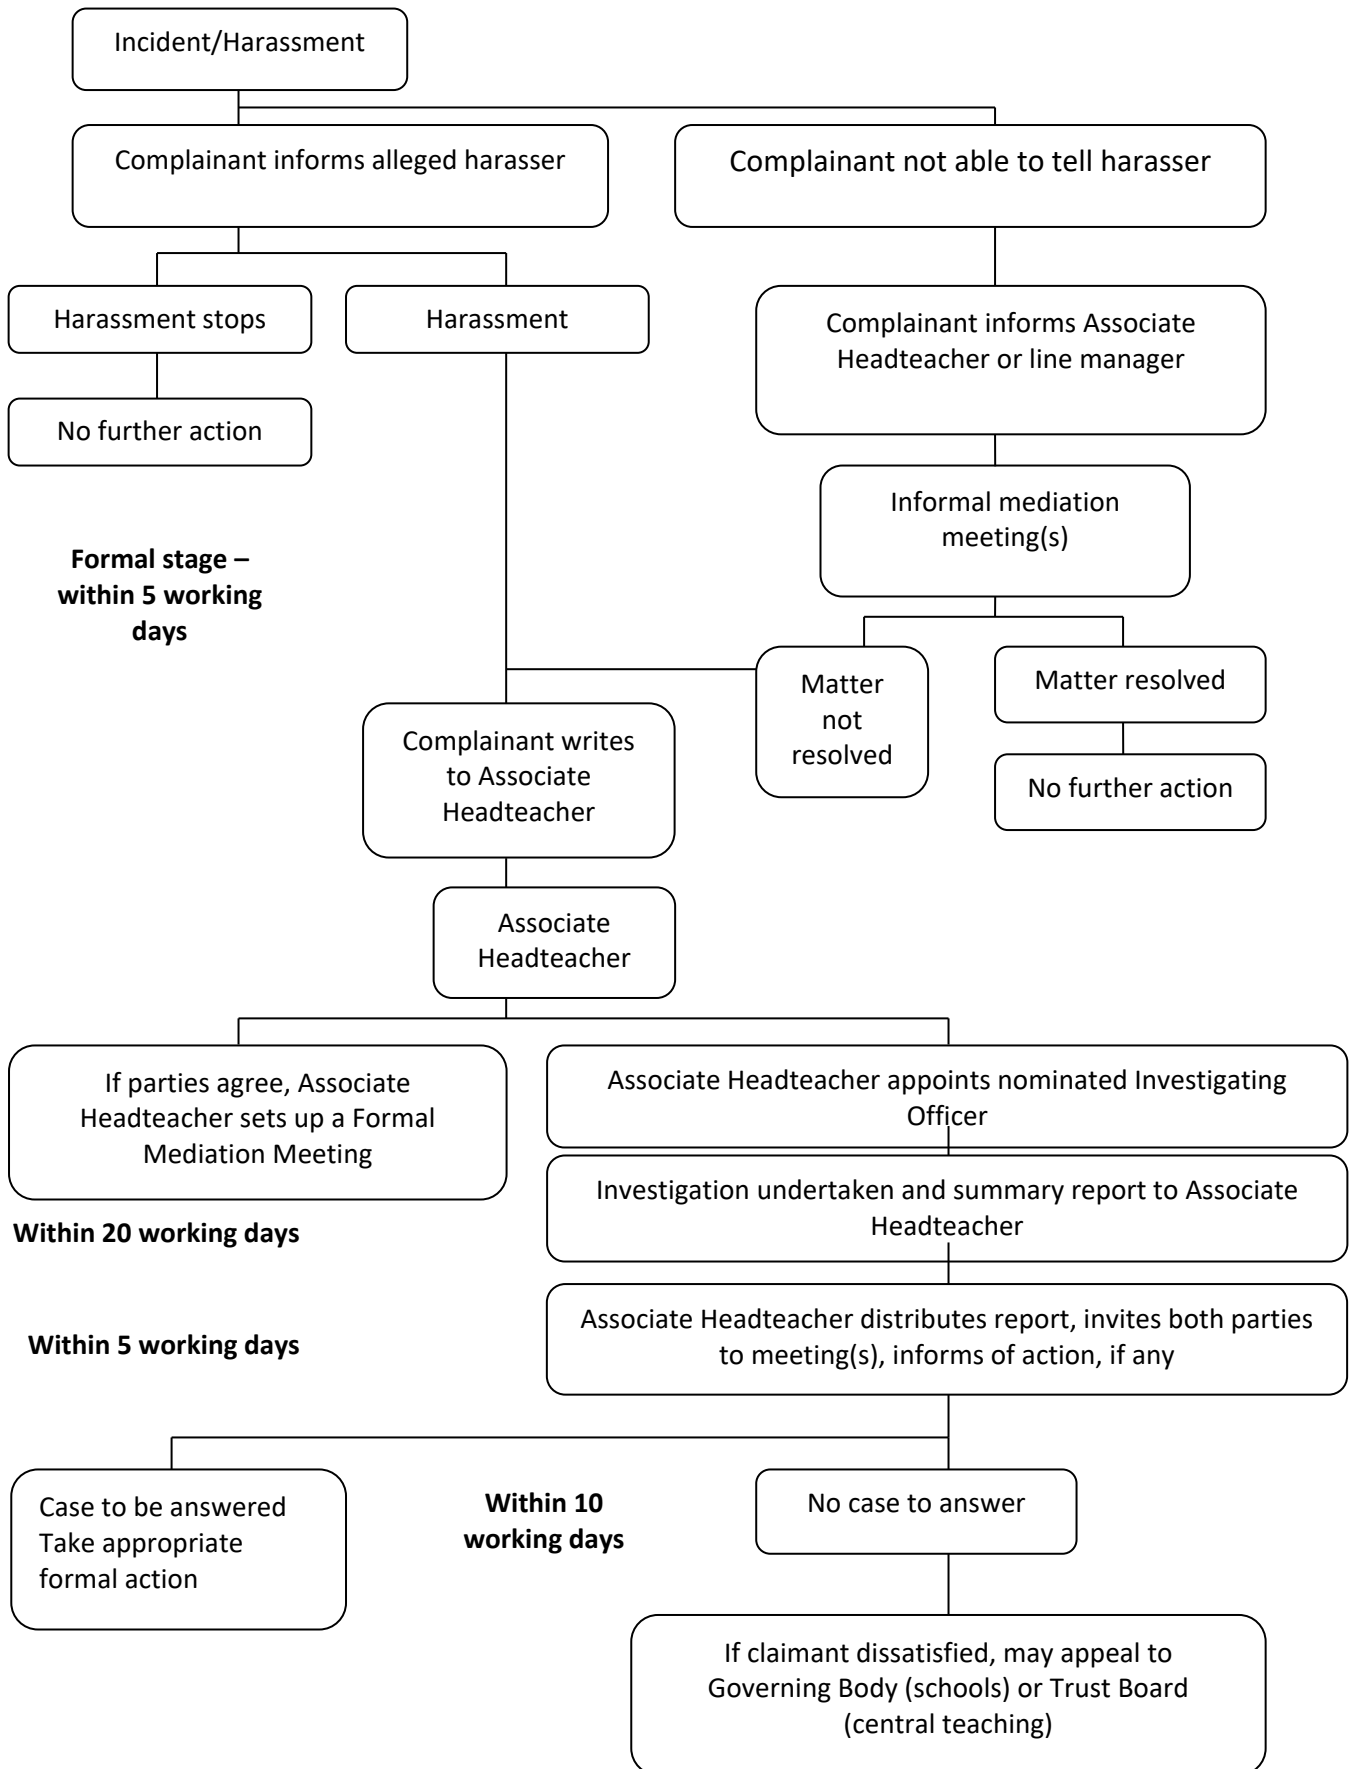 Incident/Harassment
Complainant informs alleged harasser
Complainant not able to tell harasser
Harassment stops
Harassment
Complainant informs Associate
Headteacher or line manager
No further action
Informal mediation
meeting(s)
Formal stage –
within 5 working
days
Matter
not
resolved
Matter resolved
No further action
Complainant writes
to Associate
Headteacher
Associate
Headteacher
If parties agree, Associate
Headteacher sets up a Formal
Mediation Meeting
Associate Headteacher appoints nominated Investigating
Officer
Investigation undertaken and summary report to Associate
Headteacher
Within 20 working days
Associate Headteacher distributes report, invites both parties
to meeting(s), informs of action, if any
Within 5 working days
Case to be answered
Take appropriate
formal action
Within 10
working days
No case to answer
If claimant dissatisfied, may appeal to
Governing Body (schools) or Trust Board
(central teaching)